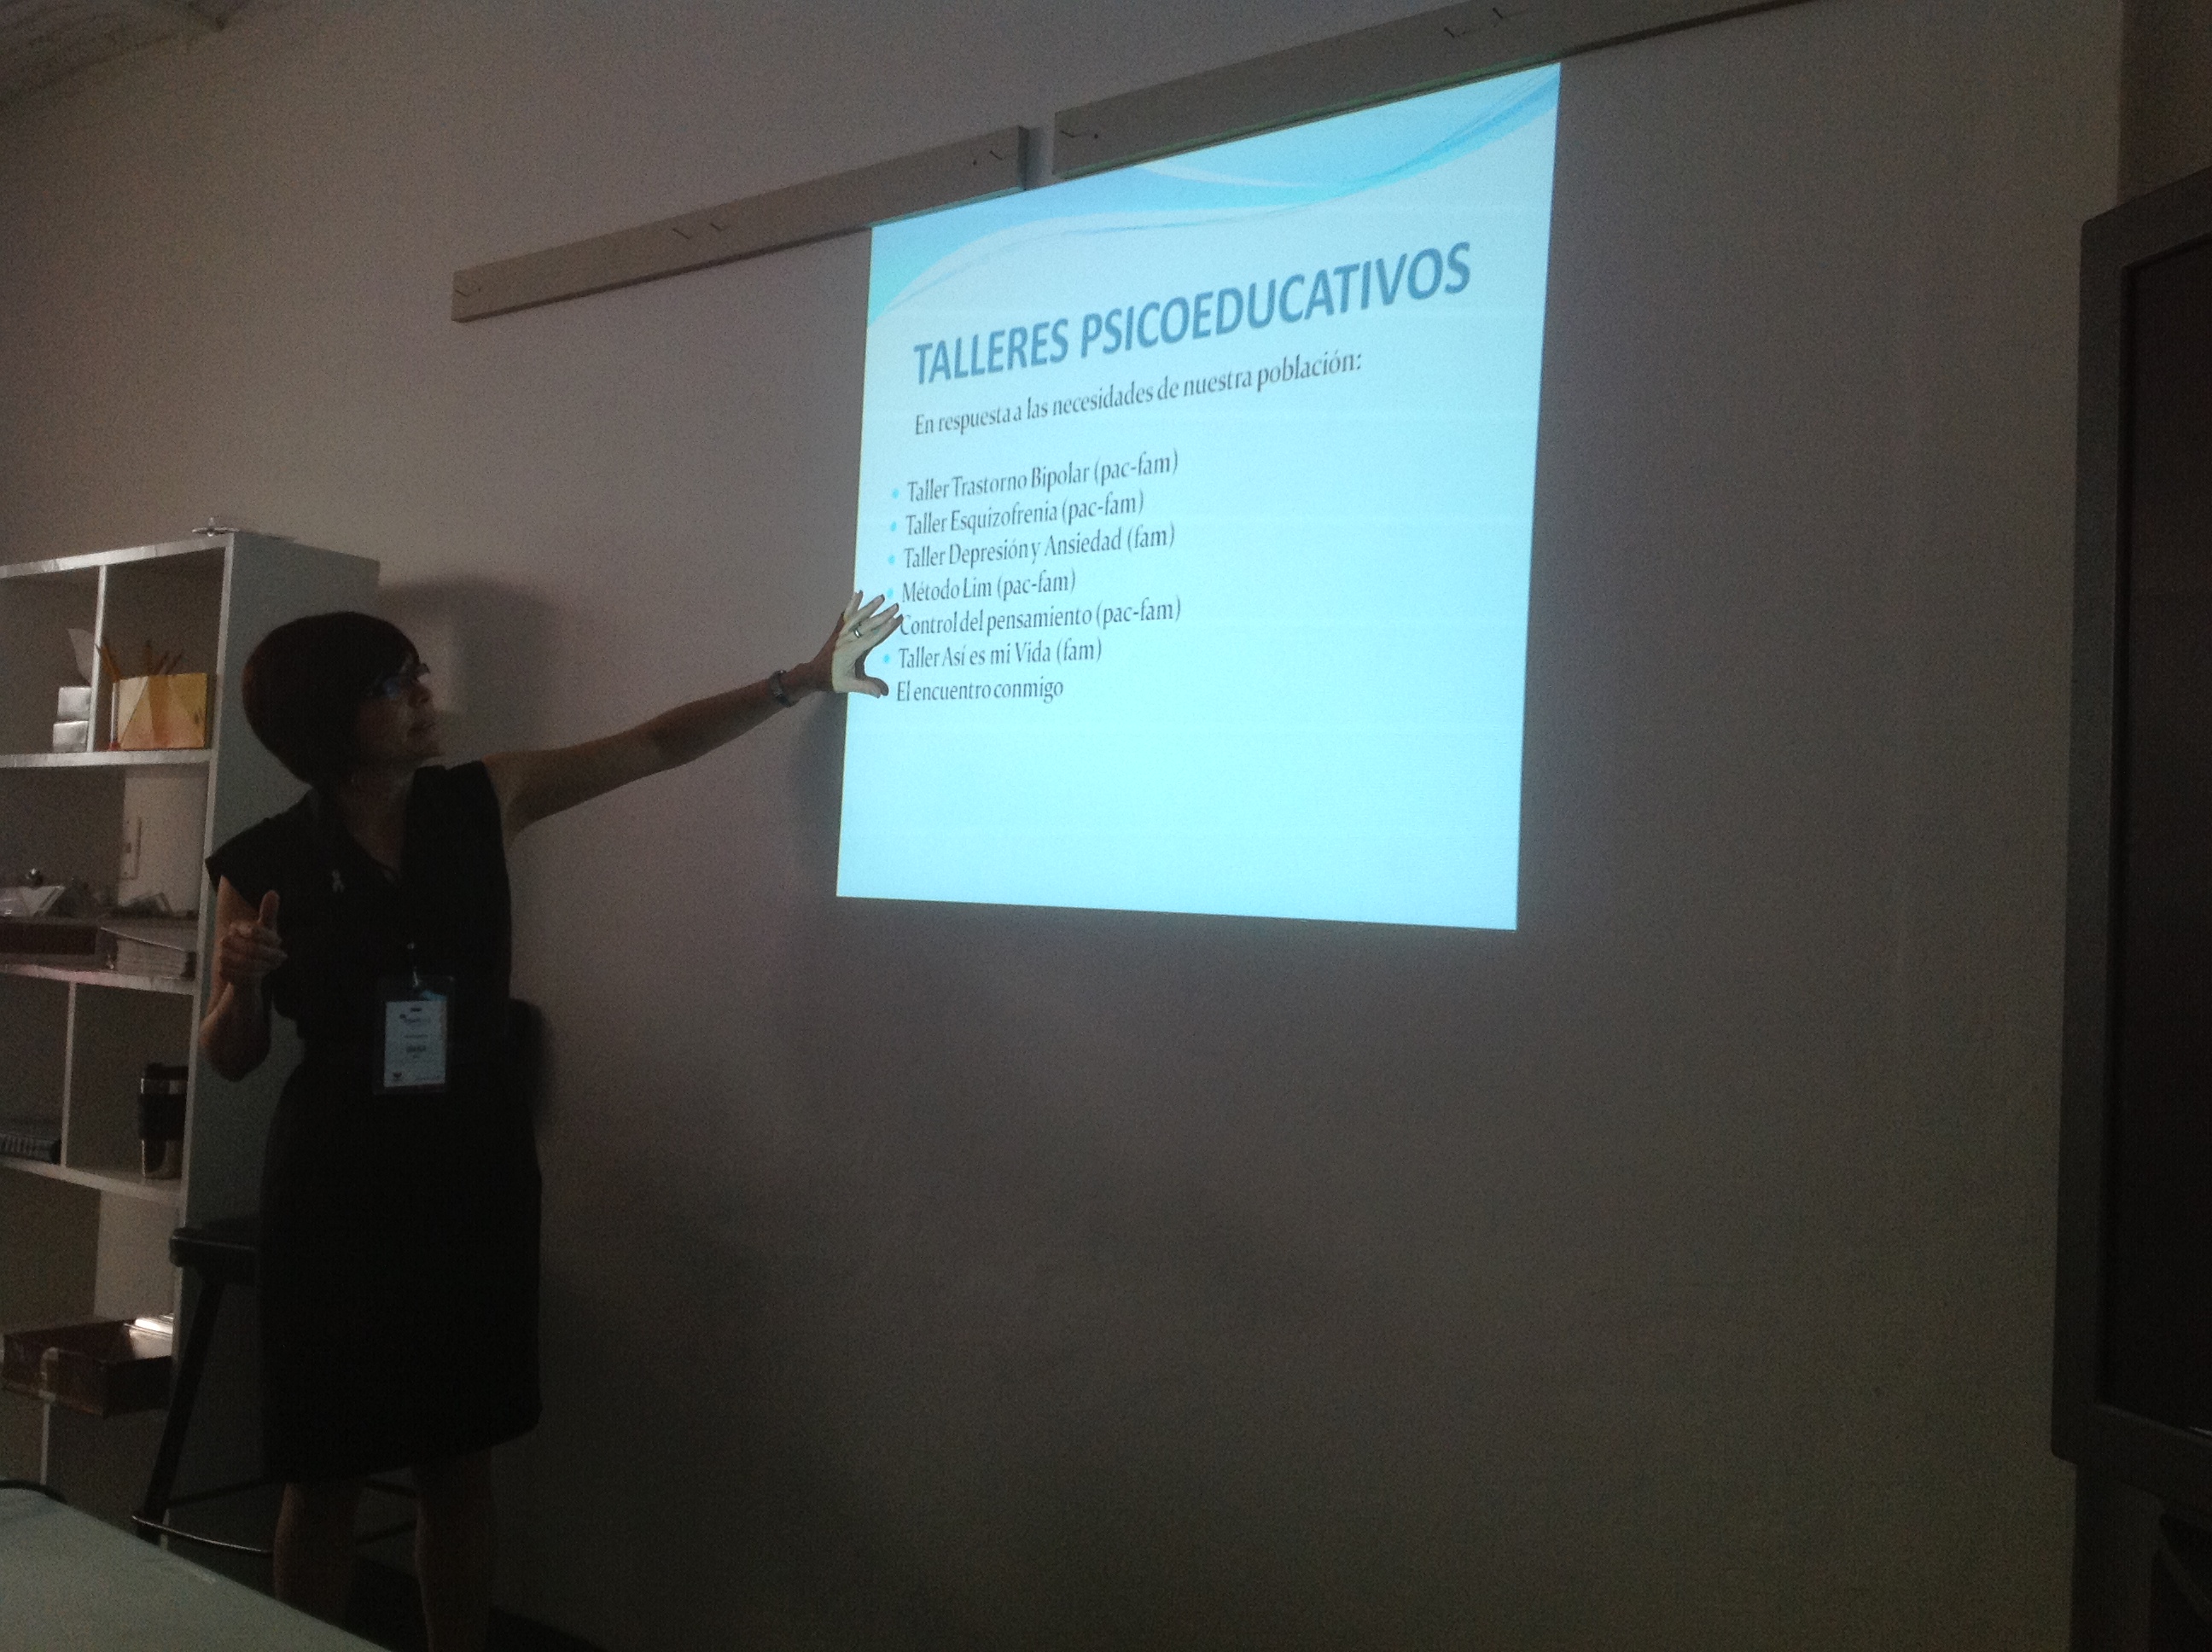 TALLERES PSICOEDUCATIVOS
En respuesta a las necesidades de nuestra población:
• Taller Trastorno Bipolar (pac-fam)
• Taller Esquizofrenia (pac-fam)
• Taller Depresión y Ansiedad (fam)
• Método Lim (pac-fam)
Control del pensamiento (pac-fam)
• Taller Así es mi Vida (fam)
El encuentro conmigo